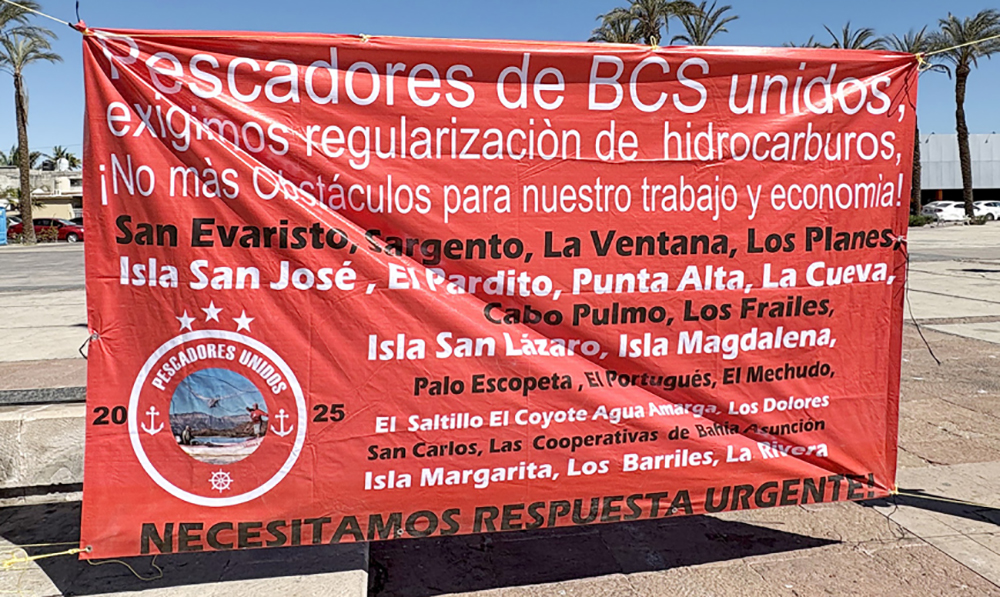 Pescadores de BCS unidos,
exigimos regularizaciòn de hidrocarburos,
¡No màs Obstáculos para nuestro trabajo y economia!
San Evaristo, Sargento, La Ventana, Los Planes,
Isla San José , El Pardito, Punta Alta, La Cueva,
Cabo Pulmo, Los Frailes,
Isla San Lázaro, Isla Magdalena,
Palo Escopeta , El Portugués, El Mechudo,
El Saltillo El Coyote Agua Amarga, Los Dolores
San Carlos, Las Cooperativas de Bahía Asunción
Isla Margarita, Los Barriles, La Rivera
PESCADORES UNIDOS
20 25
NECESITAMOS RESPUESTA URGENTE!